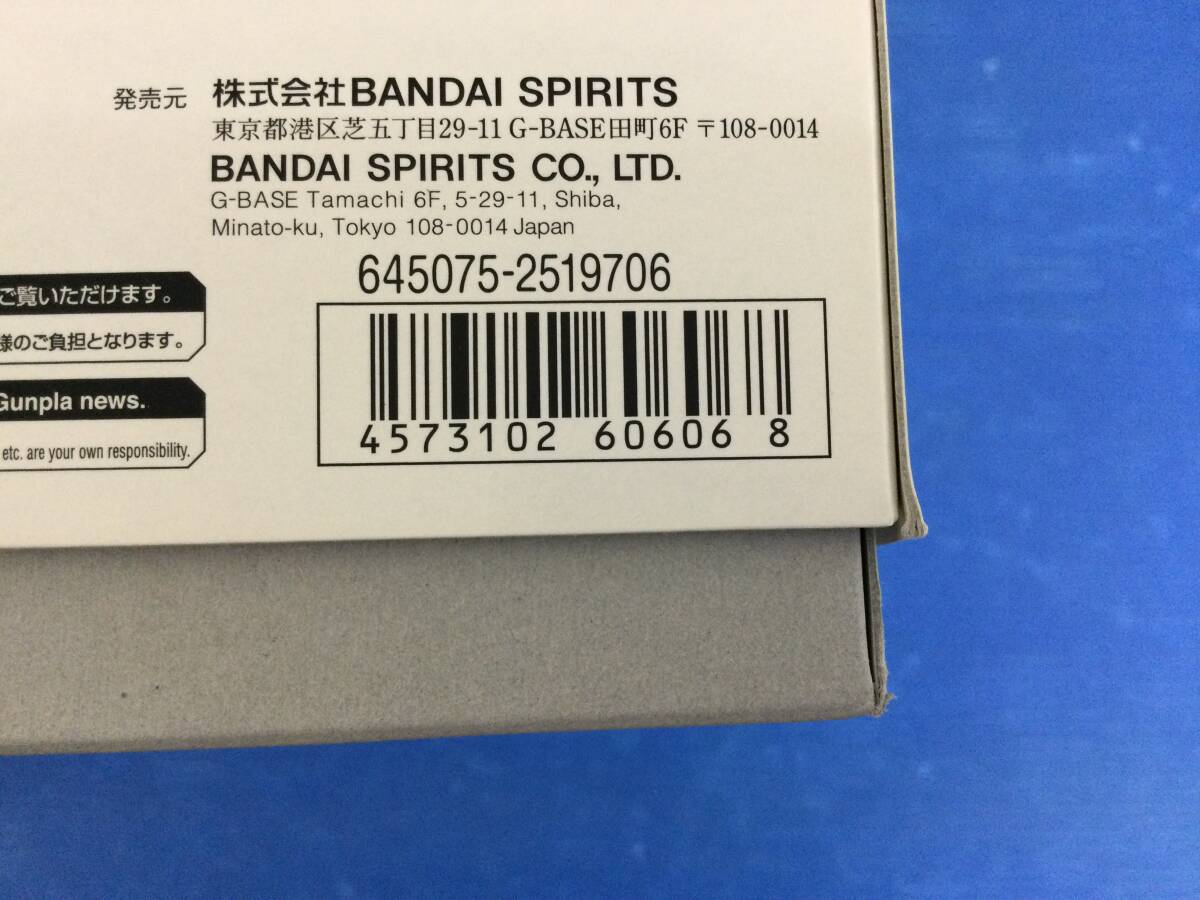 発売元 株式会社BANDAI SPIRITS
東京都港区芝五丁目29-11 G-BASE田町6F 〒108-0014
BANDAI SPIRITS CO., LTD.
G-BASE Tamachi 6F, 5-29-11, Shiba,
Minato-ku, Tokyo 108-0014 Japan
645075-2519706
4573102 606068
ご覧いただけます。
様のご負担となります。
Gunpla news.
etc. are your own responsibility.